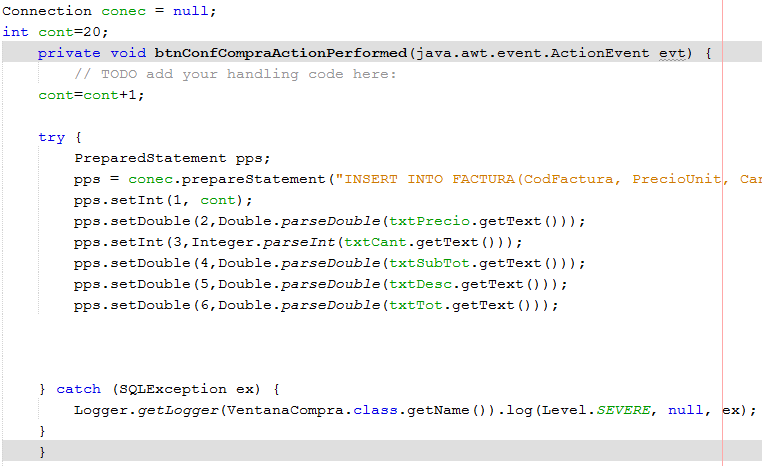 Connection conec = null;
int cont=20;
private void btnConfCompraActionPerformed(java.awt.event.ActionEvent evt) {
// TODO add your handling code here:
cont=cont+1;
try {
PreparedStatement pps;
pps = conec.prepareStatement("INSERT INTO FACTURA(CodFactura, PrecioUnit,
pps.setInt(1, cont);
pps.setDouble(2,Double.parseDouble(txtPrecio.getText()));
pps.setInt(3,Integer.parseInt(txtCant.getText()));
pps.setDouble(4,Double.parseDouble(txtSubTot.getText()));
pps.setDouble(5,Double.parseDouble(txtDesc.getText()));
pps.setDouble(6,Double.parseDouble(txtTot.getText()));
} catch (SQLException ex) {
Logger.getLogger(VentanaCompra.class.getName()).log(Level.SEVERE, null, ex);
}
}